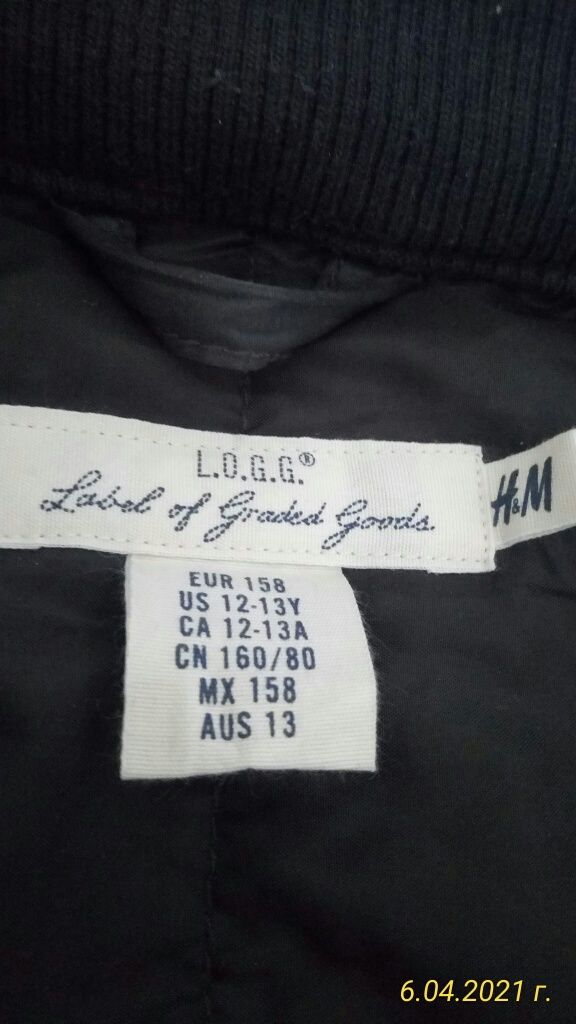 L.O.G.G.®
Label of Graded Goods.
H&M
EUR 158
US 12-13Y
CA 12-13A
CN 160/80
MX 158
AUS 13
6.04.2021 г.